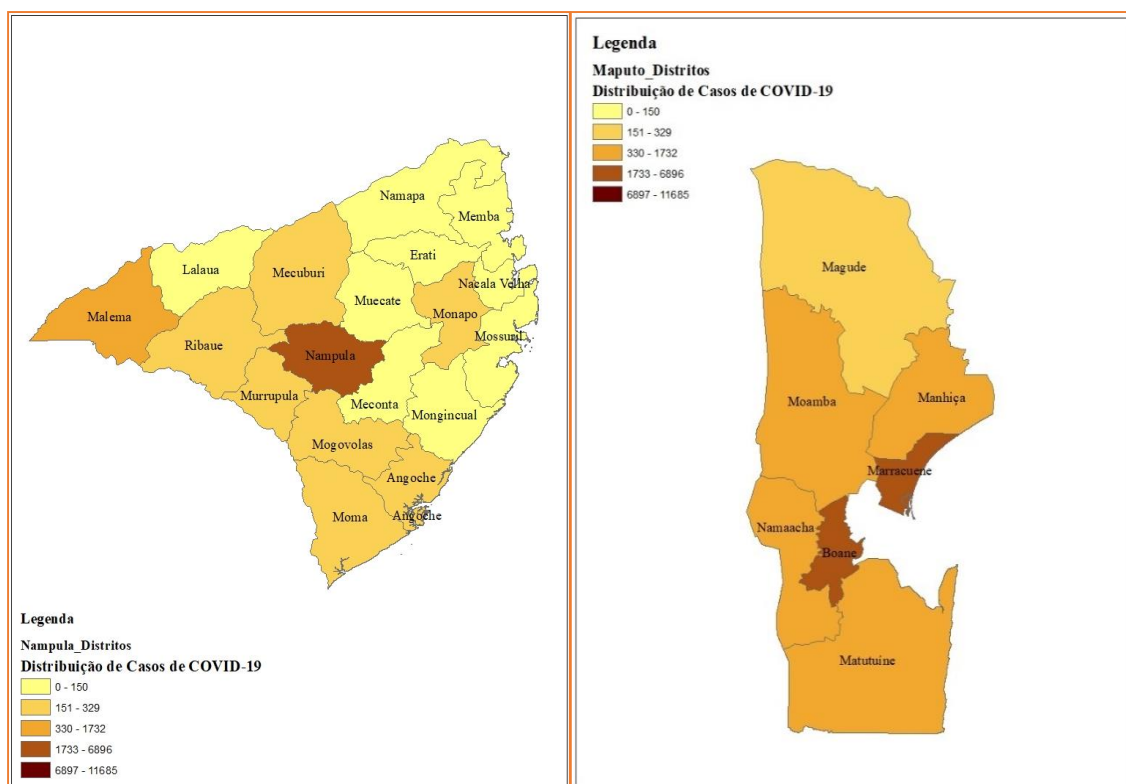 Namapa
Memba
Erati
Lalaua
Mecuburi
Nacala Velha
Muecate
Monapo
Malema
Mossuril
Ribaue
Nampula
Murrupula
Meconta
Mongincual
Mogovolas
Angoche
Moma
Angoche
Legenda
Nampula_Distritos
Distribuição de Casos de COVID-19
0 - 150
151 - 329
330 - 1732
1733 - 6896
6897 - 11685
Legenda
Maputo_Distritos
Distribuição de Casos de COVID-19
0 - 150
151 - 329
330 - 1732
1733 - 6896
6897 - 11685
Magude
Moamba
Manhiça
Marracuene
Namaacha
Boane
Matutuíne